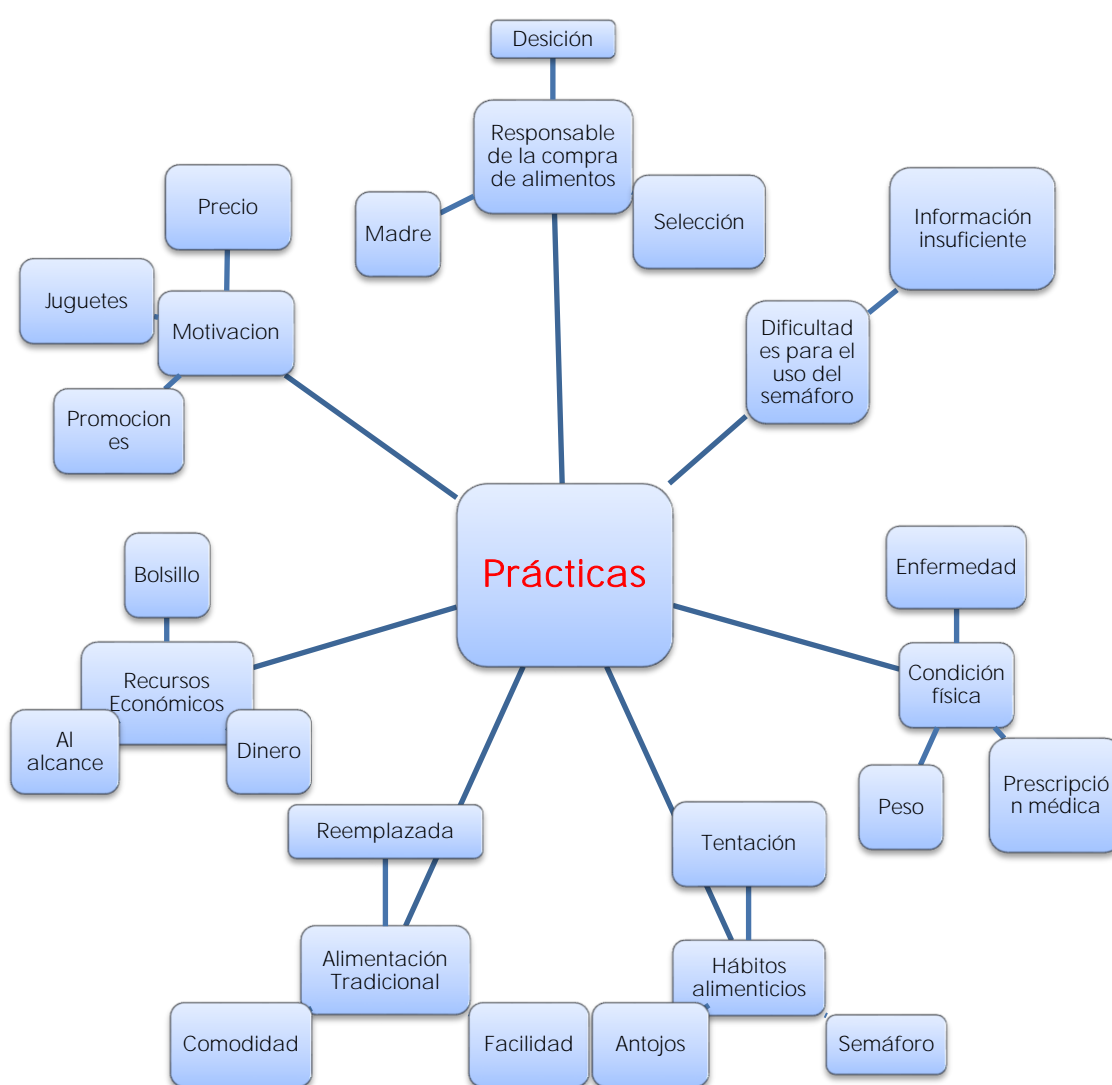 Desición
Responsable
de la compra
de alimentos
Madre
Selección
Información
insuficiente
Dificultad
es para el
uso del
semáforo
Precio
Juguetes
Motivacion
Promocion
es
Prácticas
Bolsillo
Recursos
Económicos
Al
alcance
Dinero
Enfermedad
Condición
física
Peso
Prescripció
n médica
Reemplazada
Alimentación
Tradicional
Comodidad
Facilidad
Tentación
Hábitos
alimenticios
Antojos
Semáforo